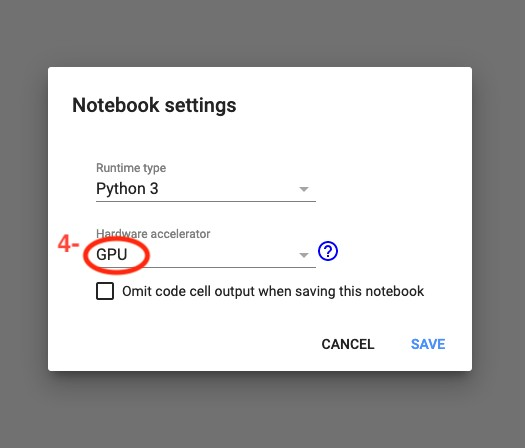 Notebook settings
Runtime type
Python 3
Hardware accelerator
4-
GPU
?
Omit code cell output when saving this notebook
CANCEL SAVE